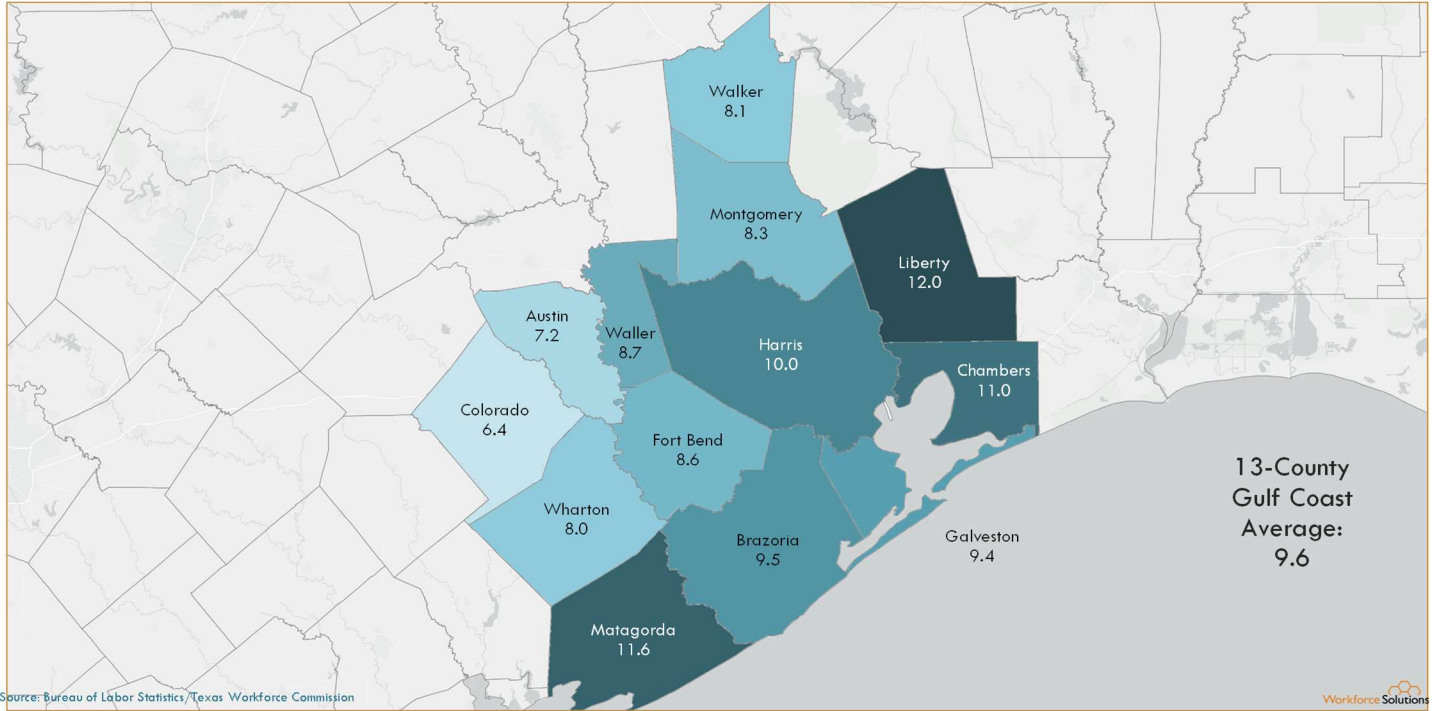 Walker
8.1
Montgomery
8.3
Liberty
12.0
Austin
7.2
Waller
8.7
Harris
10.0
Chambers
11.0
Colorado
6.4
Fort Bend
8.6
Wharton
8.0
Brazoria
9.5
Galveston
9.4
13-County
Gulf Coast
Average:
9.6
Matagorda
11.6
Source: Bureau of Labor Statistics/Texas Workforce Commission
Workforce Solutions